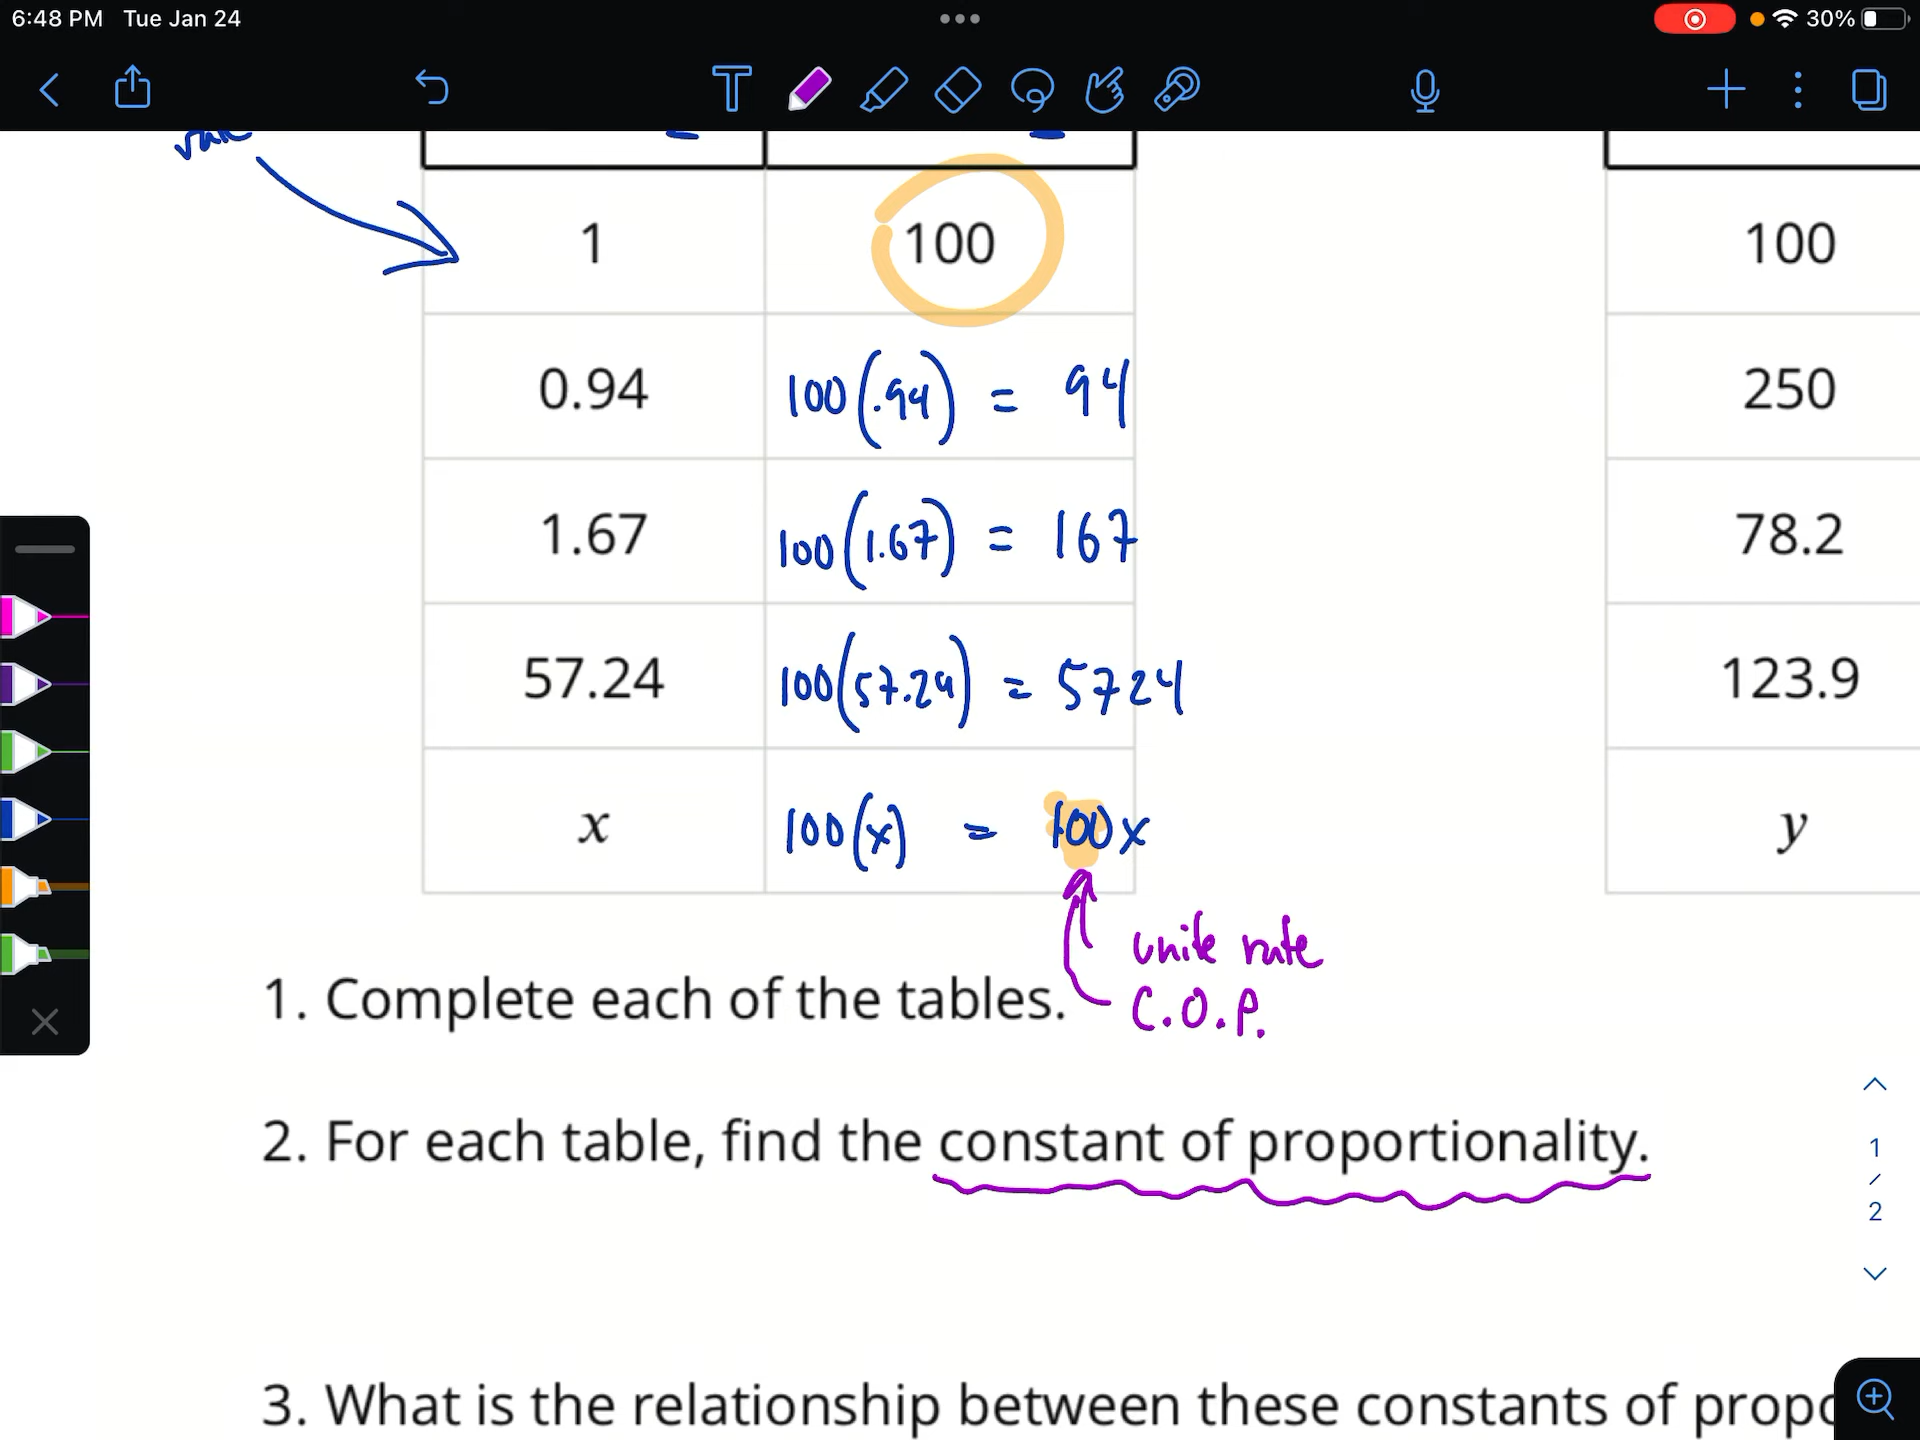 6:48 PM Tue Jan 24
30%
1 100 100
0.94 100(.94) = 94 250
1.67 100(1.67) = 167 78.2
57.24 100(57.24) = 5724 123.9
x 100(x) = 100x y
unit rate
1. Complete each of the tables.
C.O.P.
2. For each table, find the constant of proportionality.
1
/
2
3. What is the relationship between these constants of